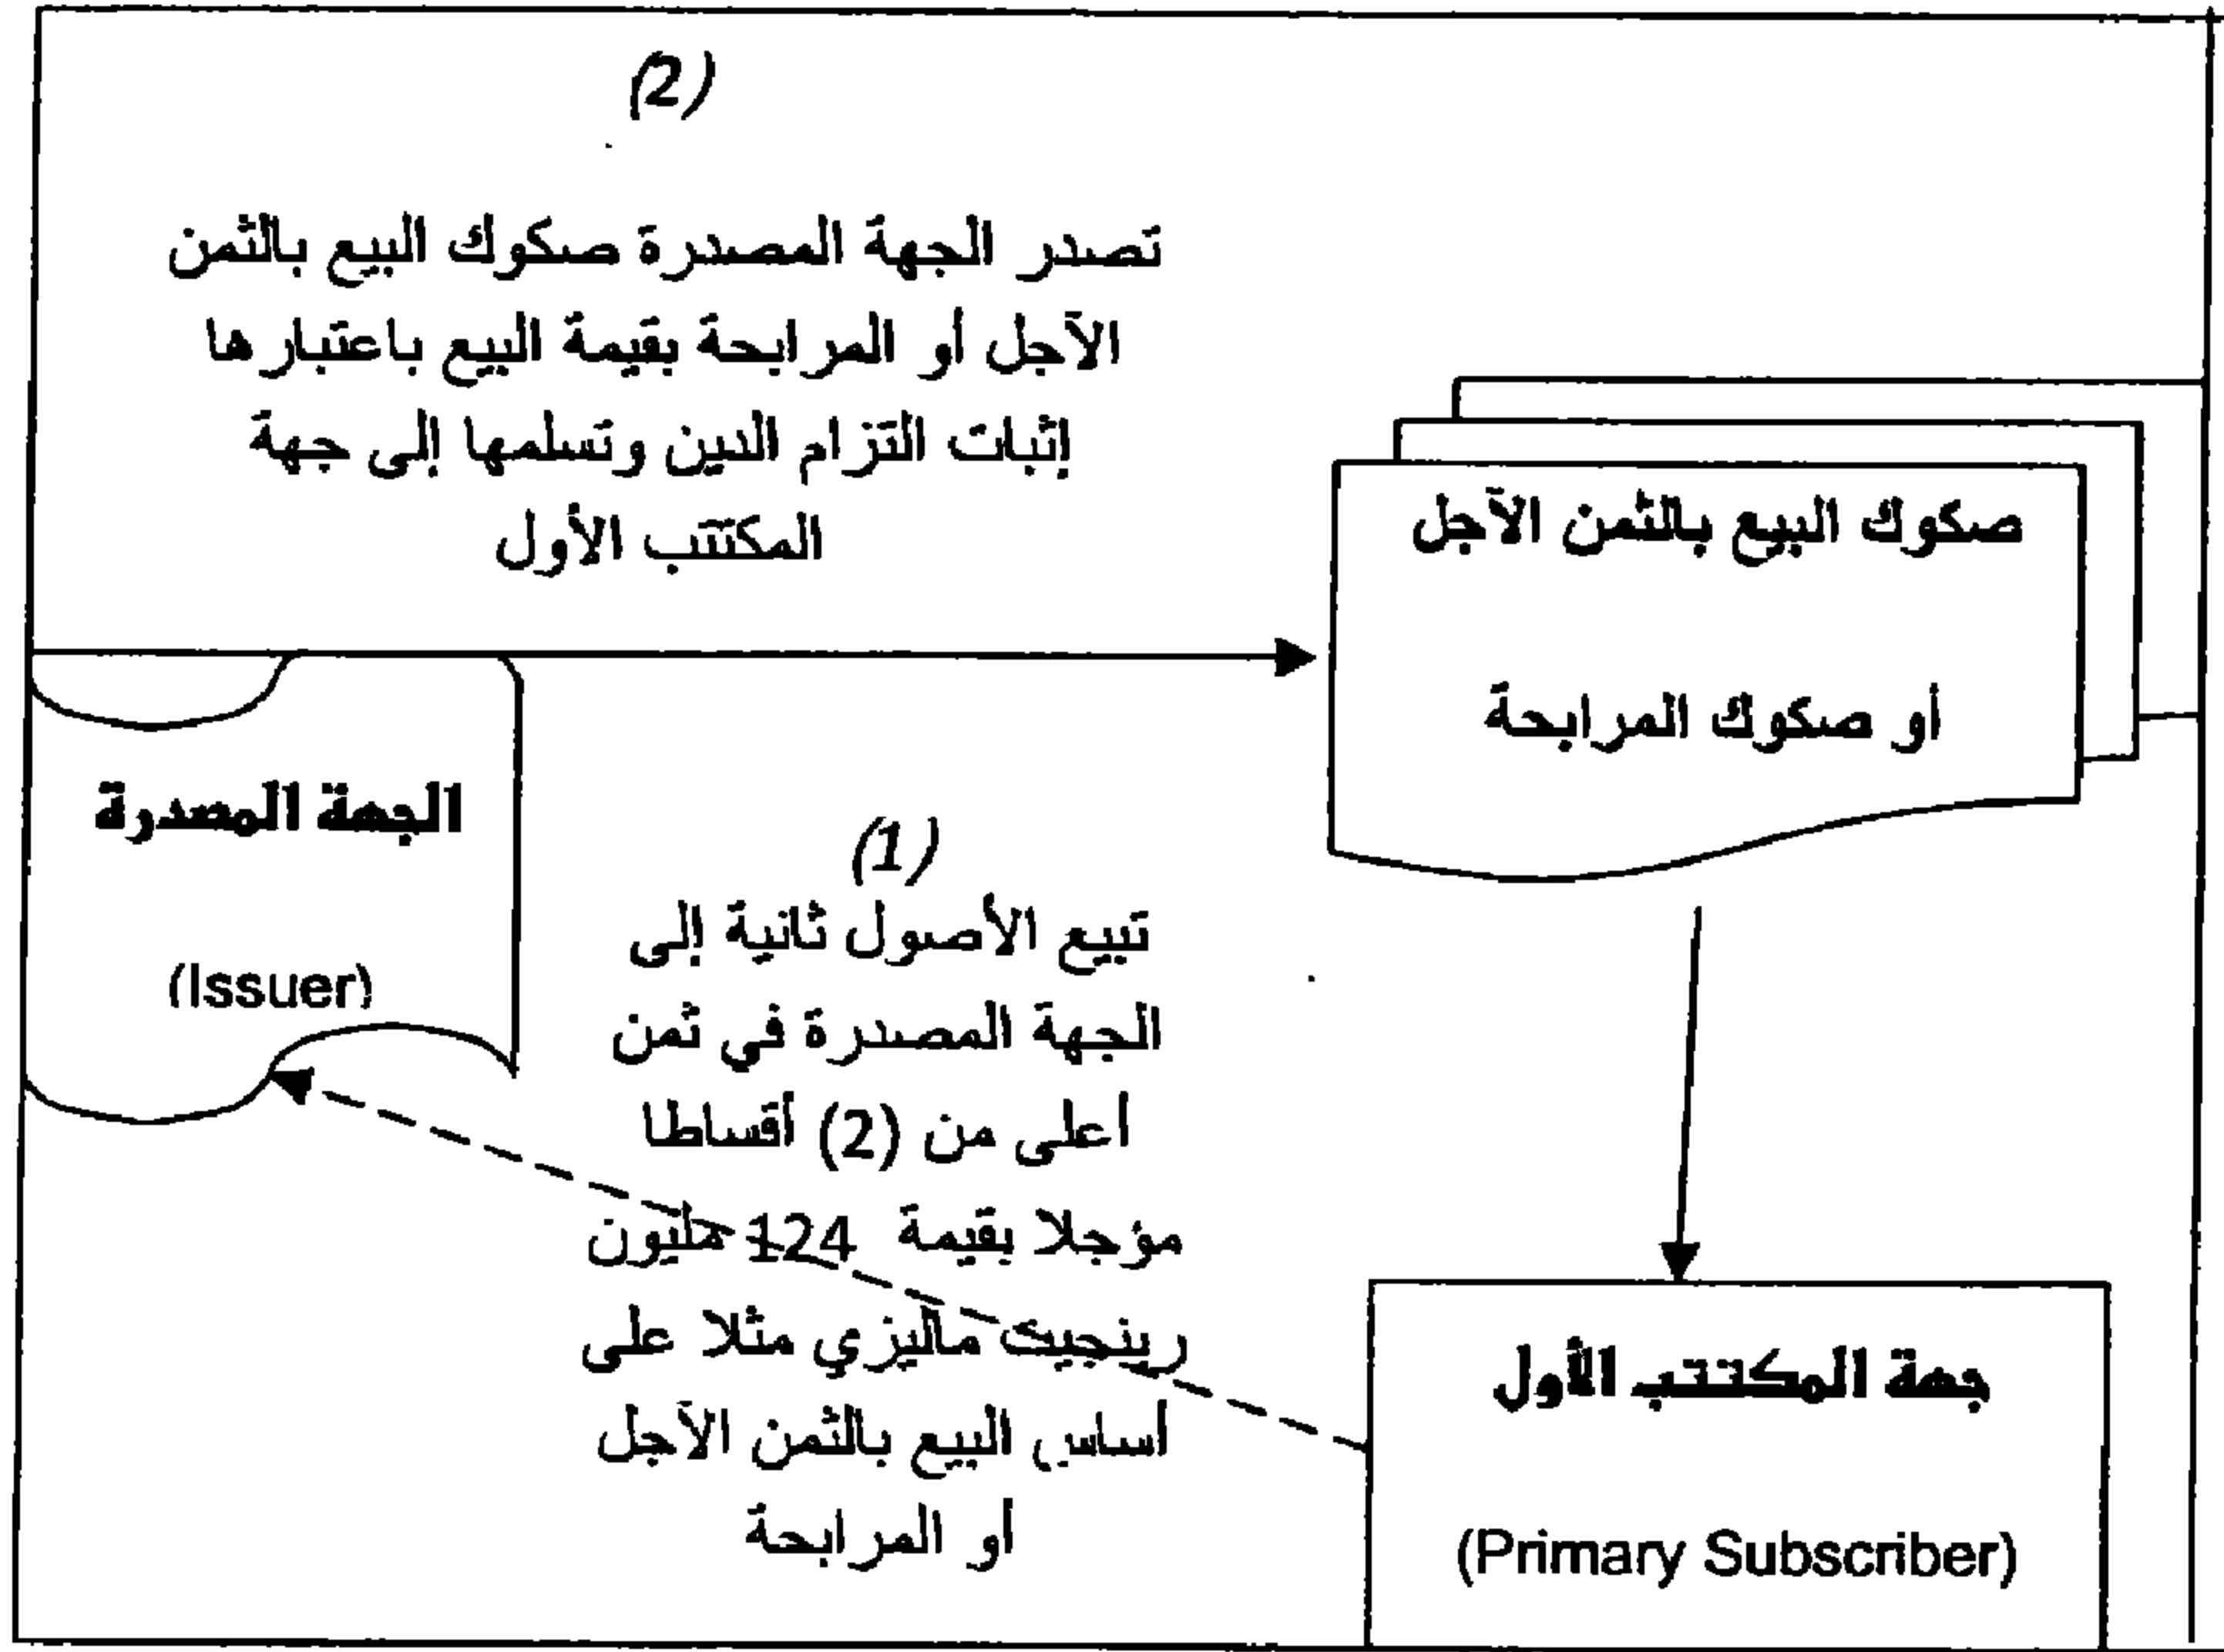 (2)
تصدر الجهة المصدرة صكوك البيع بالثمن
الآجل أو المرابحة بقيمة البيع باعتبارها
إثبات التزام الدين وتسلمها إلى جهة
المكتتب الأول
صكوك البيع بالثمن الآجل
أو صكوك المرابحة
الجهة المصدرة
(Issuer)
(1)
تبيع الأصول ثانية إلى
الجهة المصدرة في ثمن
أعلى من (2) أقساطا
مؤجلا بقيمة 124 مليون
رينجيت ماليزي مثلا على
أساس البيع بالثمن الآجل
أو المرابحة
جهة المكتتب الأول
(Primary Subscriber)